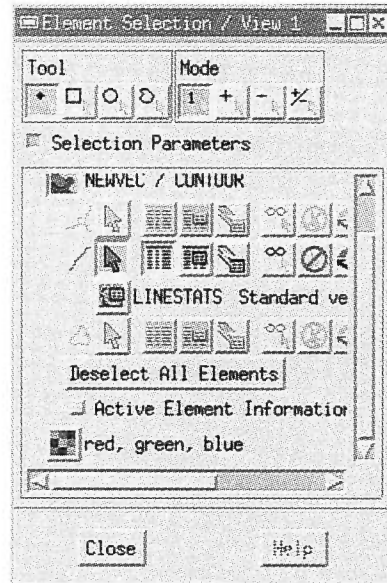 Element Selection / View 1
Tool
Mode
1 + - +/-
Selection Parameters
NEWVEC / CONTOUR
LINESTATS Standard ve
Deselect All Elements
Active Element Information
red, green, blue
Close
Help